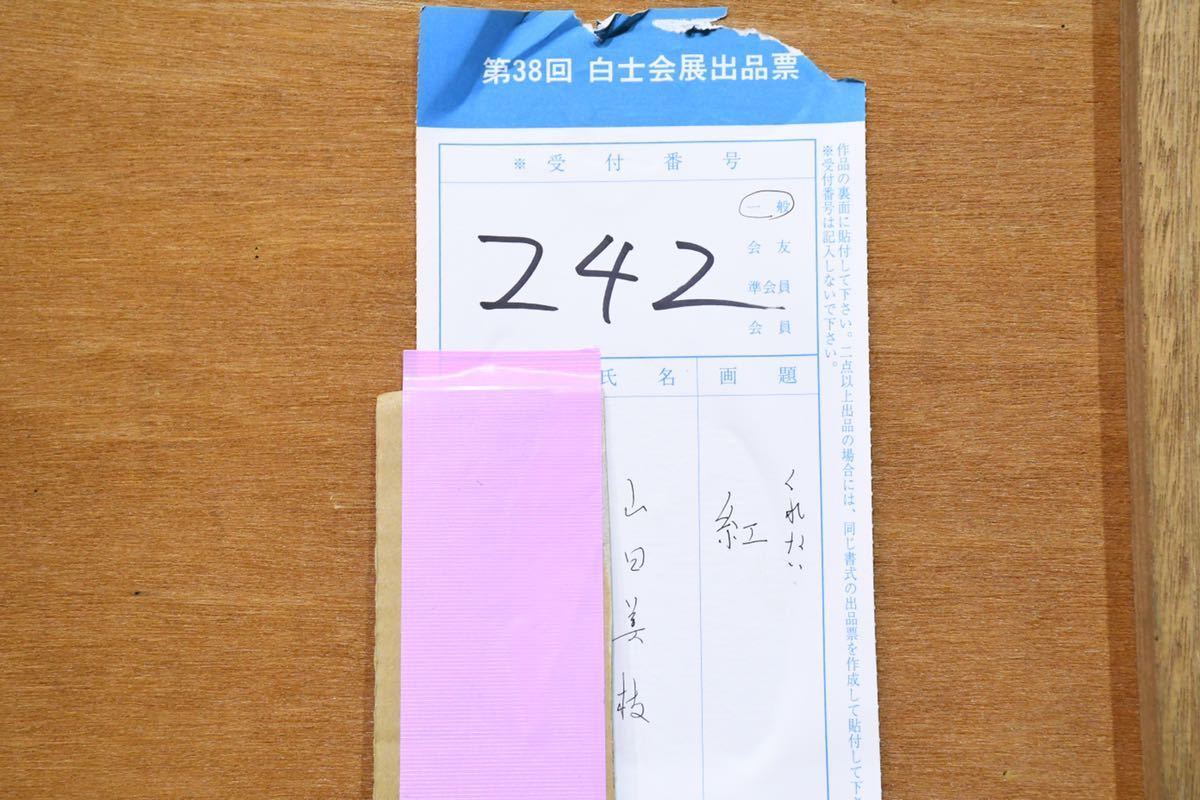 第38回 白士会展出品票
※受付番号
一般
242
会友
準会員
会員
作品の裏面に貼付して下さい。二点以上出品の場合には、同じ書式の出品票を作成して貼付して下
※受付番号は記入しないで下さい。
画題
くれない
紅
氏名
山田美枝